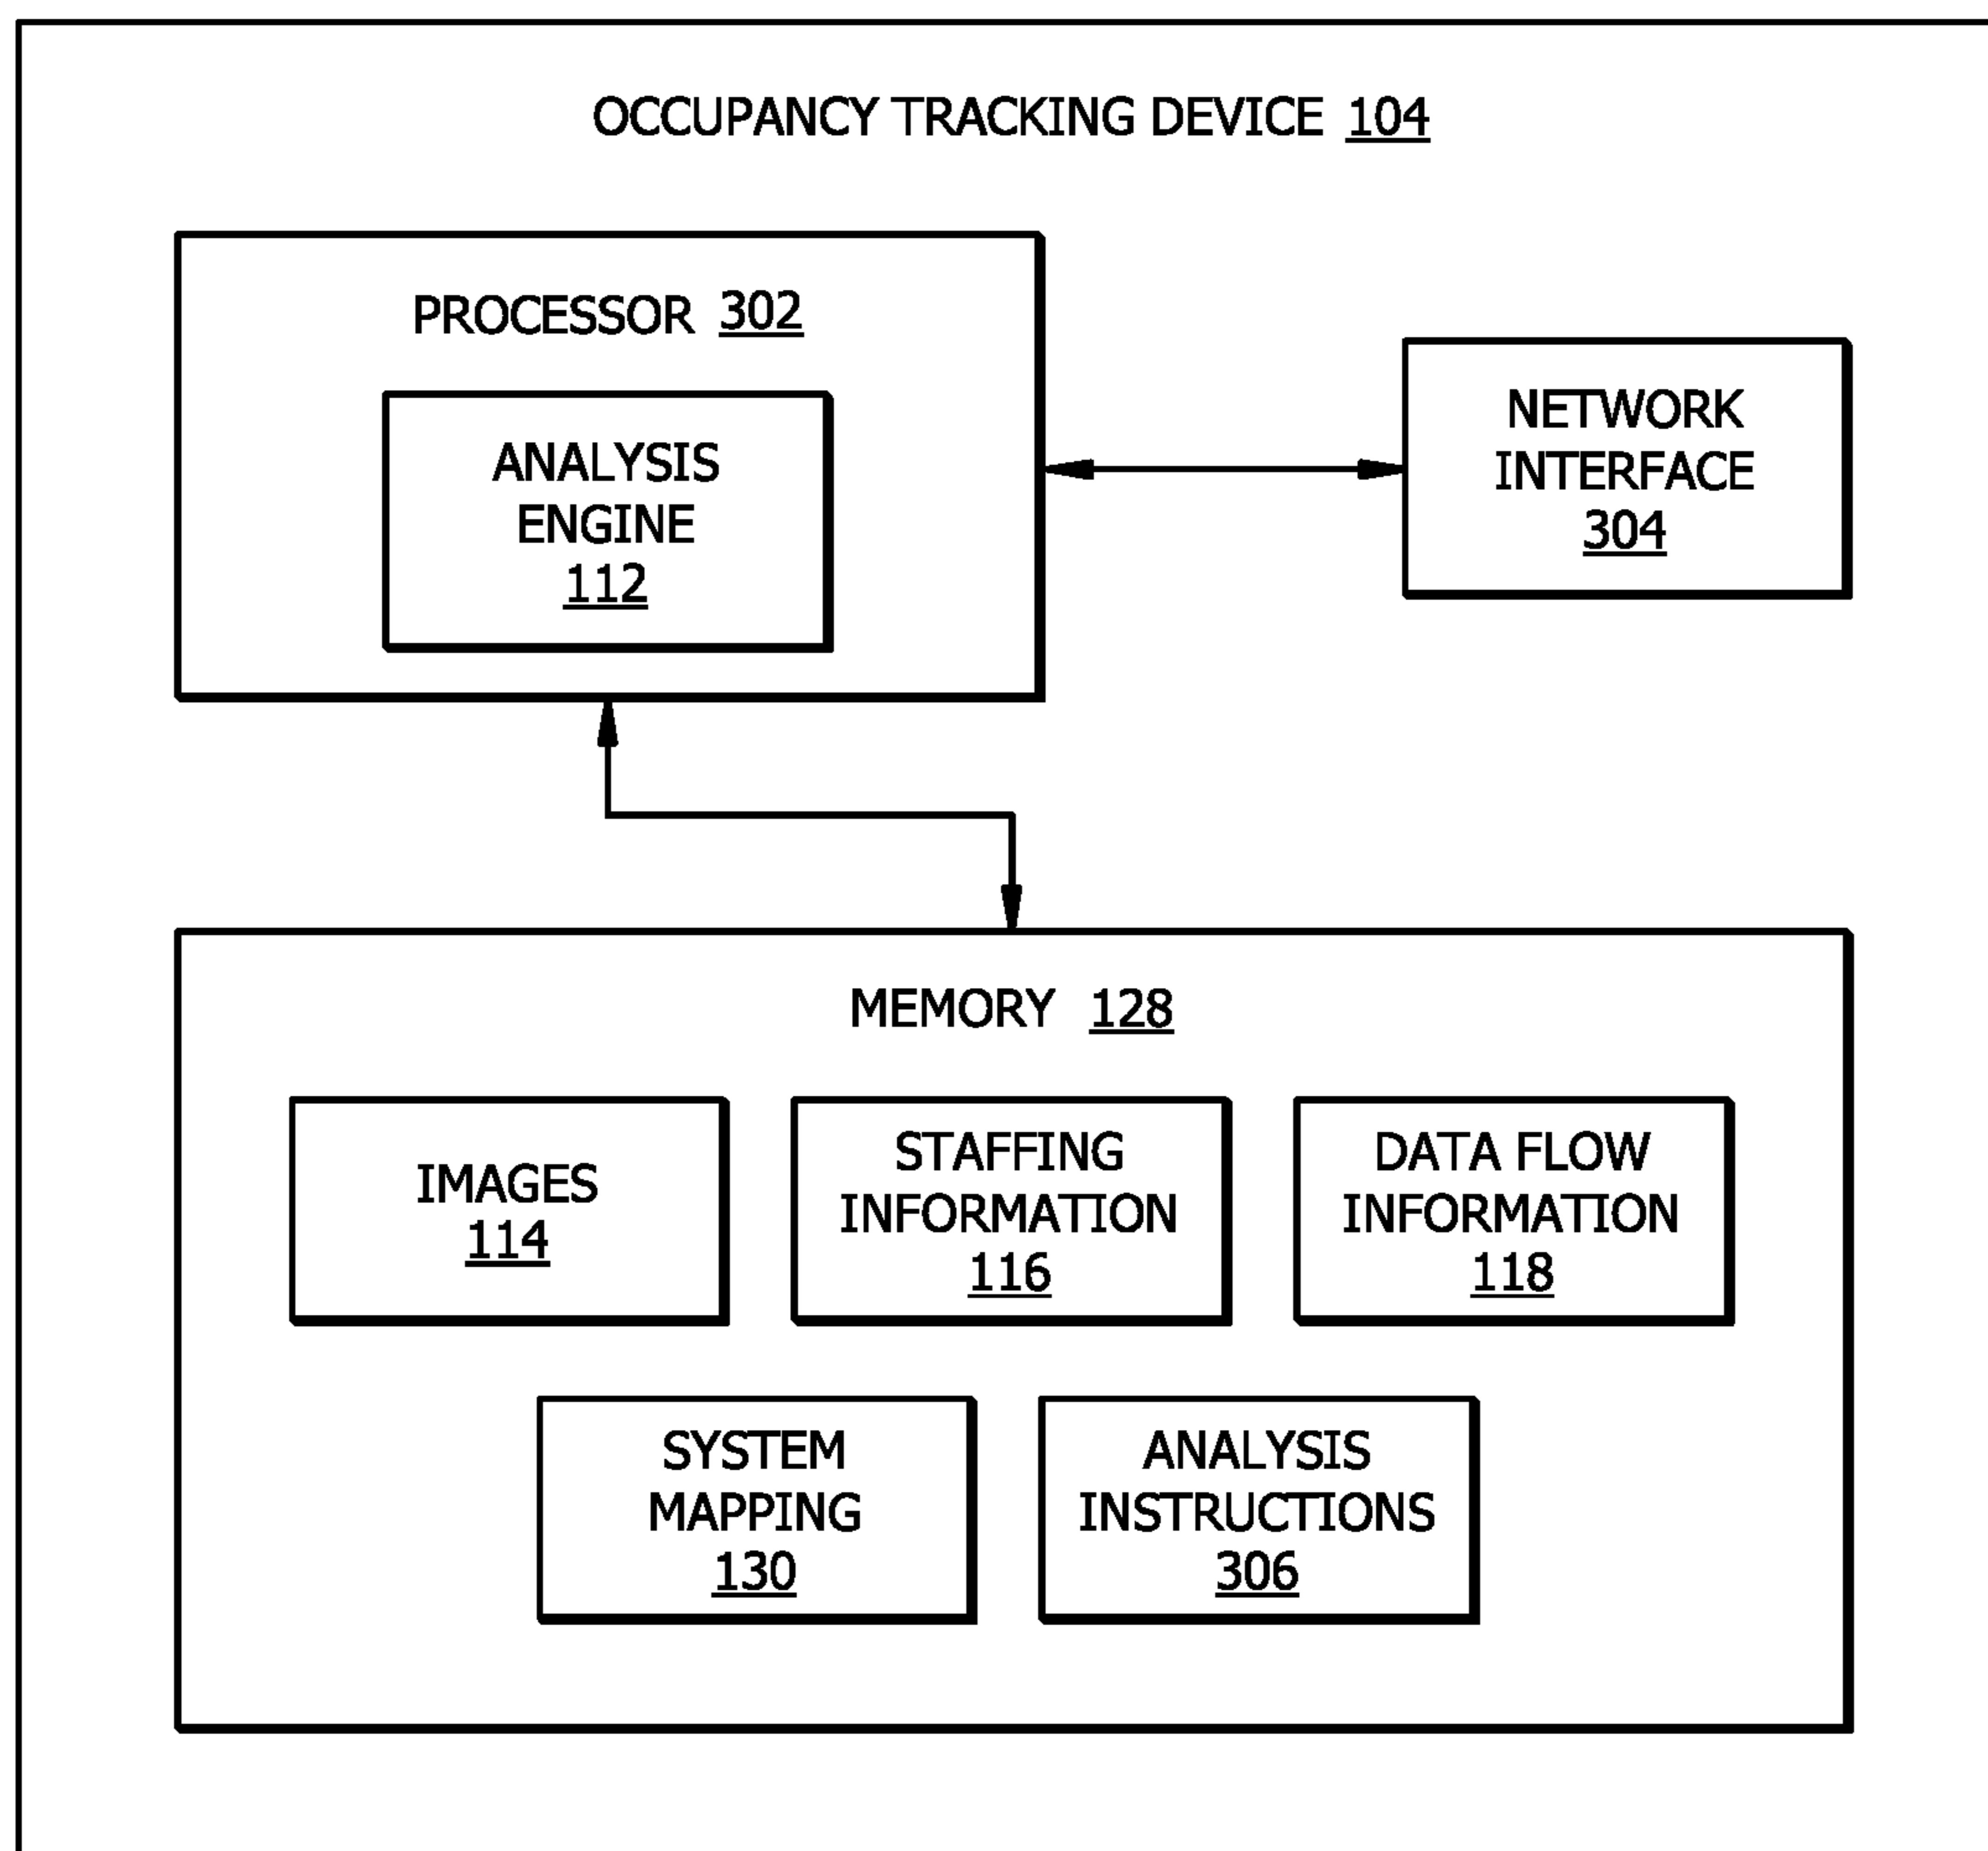 OCCUPANCY TRACKING DEVICE 104
PROCESSOR 302
ANALYSIS
ENGINE
112
NETWORK
INTERFACE
304
MEMORY 128
IMAGES
114
STAFFING
INFORMATION
116
DATA FLOW
INFORMATION
118
SYSTEM
MAPPING
130
ANALYSIS
INSTRUCTIONS
306